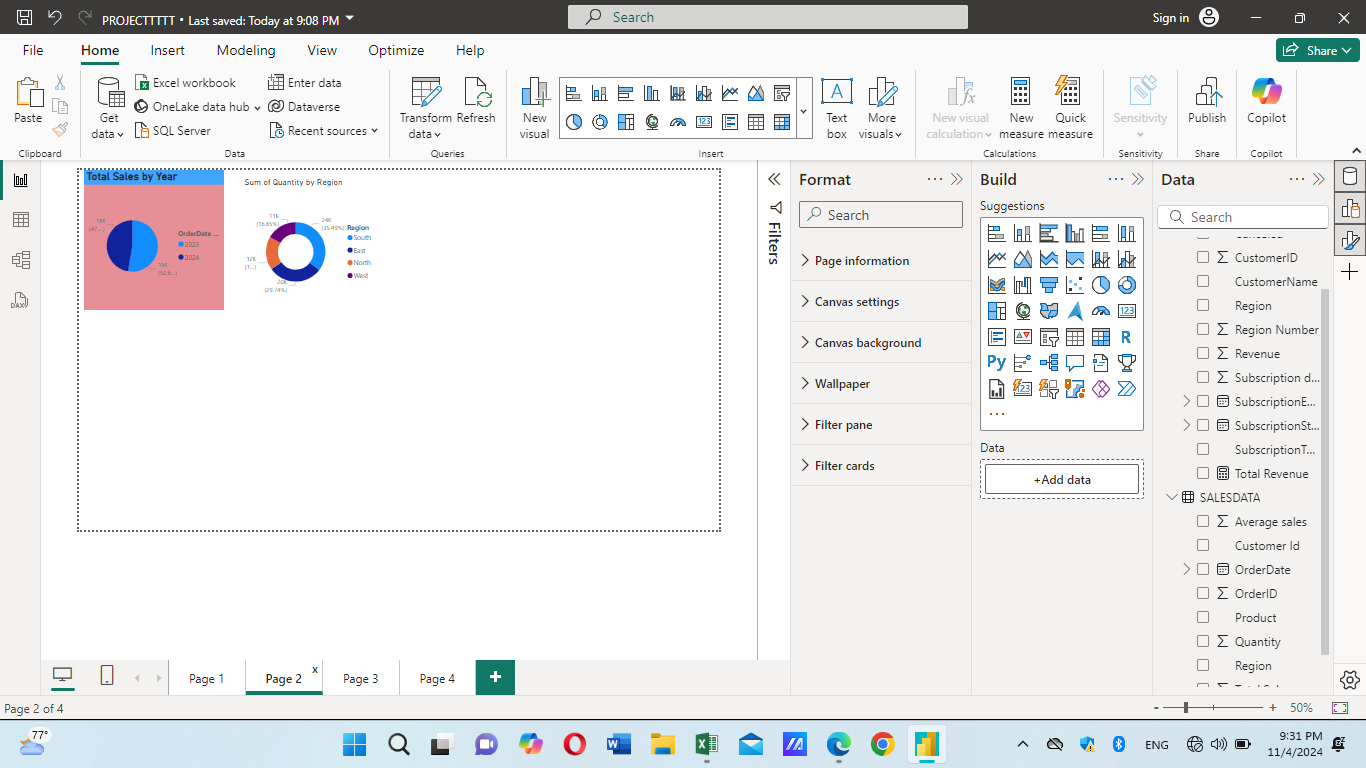 PROJECTTTTT • Last saved: Today at 9:08 PM
Search
Sign in
File
Home
Insert
Modeling
View
Optimize
Help
Share
Paste
Clipboard
Get data
Excel workbook
OneLake data hub
SQL Server
Enter data
Dataverse
Recent sources
Data
Transform data
Refresh
Queries
New visual
Text box
More visuals
Insert
New visual calculation
New measure
Quick measure
Calculations
Sensitivity
Sensitivity
Publish
Share
Copilot
Copilot
DAX
Total Sales by Year
1M
(47...)
1M
(52.6...)
OrderDate ...
2023
2024
Sum of Quantity by Region
11K
(16.65%)
24K
(35.49%)
12K
(1...)
20K
(29.74%)
Region
South
East
North
West
Filters
Format
Search
Page information
Canvas settings
Canvas background
Wallpaper
Filter pane
Filter cards
Build
Suggestions
123
R
Py
123
...
Data
+Add data
Data
Search
CustomerID
CustomerName
Region
Region Number
Revenue
Subscription d...
SubscriptionE...
SubscriptionSt...
SubscriptionT...
Total Revenue
SALESDATA
Average sales
Customer Id
OrderDate
OrderID
Product
Quantity
Region
Page 1
Page 2
x
Page 3
Page 4
+
Page 2 of 4
- + 50%
77°
ENG
9:31 PM
11/4/2024